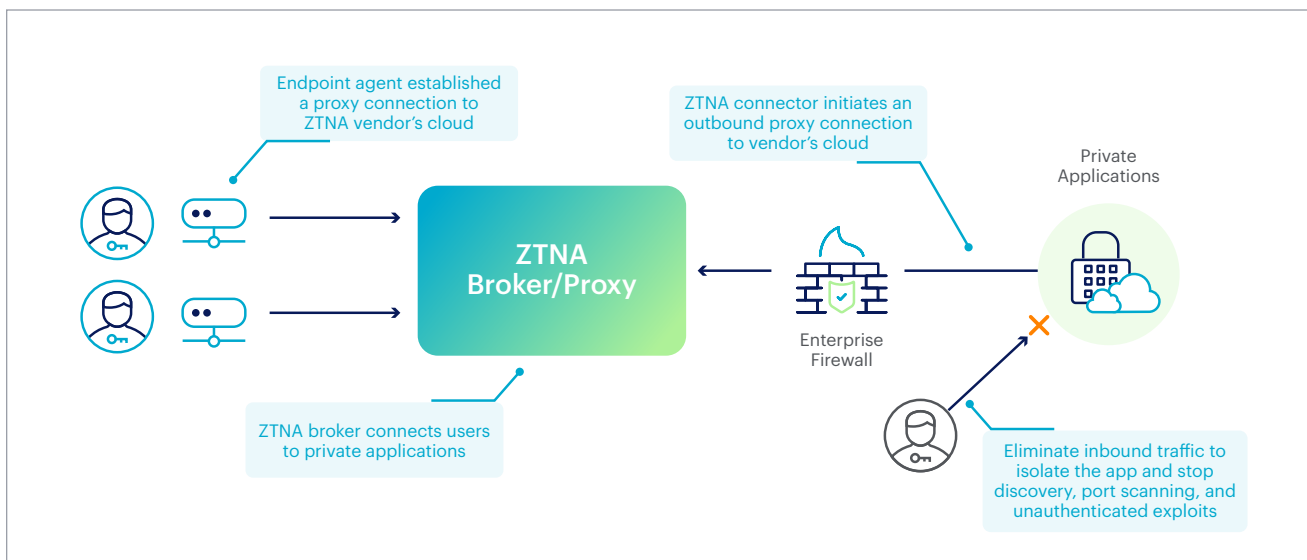 Endpoint agent established
a proxy connection to
ZTNA vendor's cloud
ZTNA connector initiates an
outbound proxy connection
to vendor's cloud
Private
Applications
ZTNA
Broker/Proxy
Enterprise
Firewall
ZTNA broker connects users
to private applications
Eliminate inbound traffic to
isolate the app and stop
discovery, port scanning, and
unauthenticated exploits